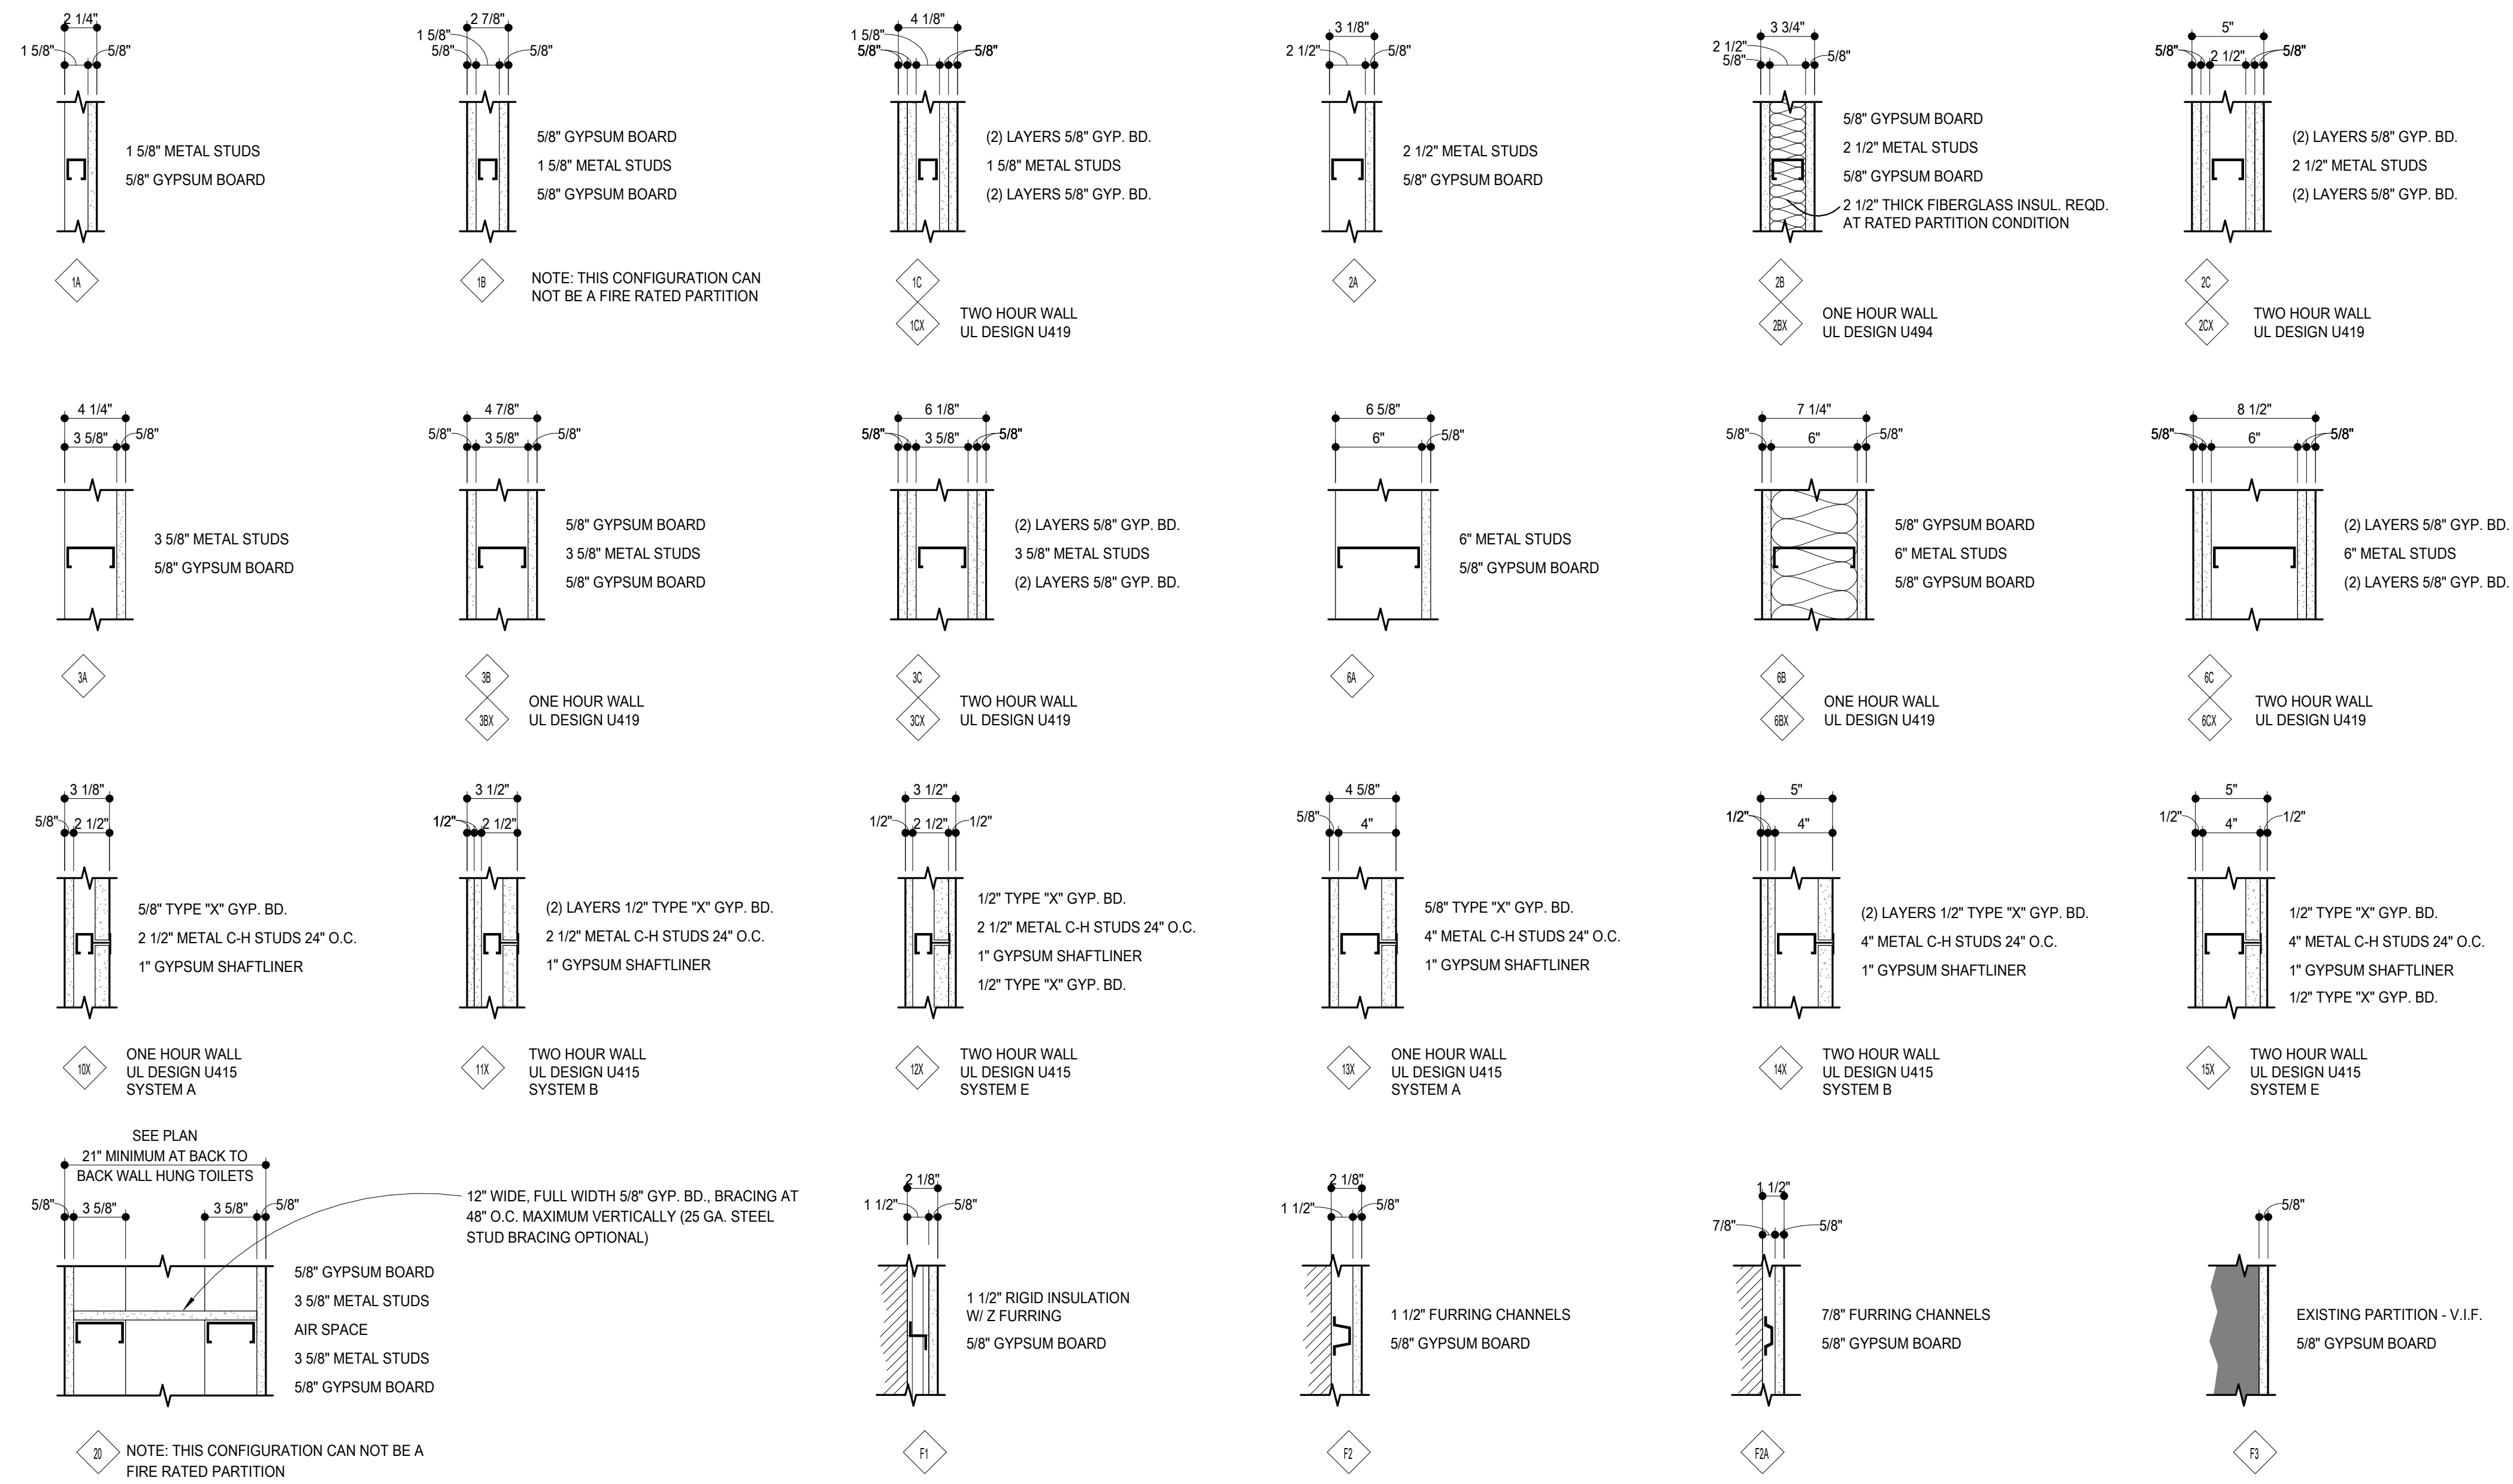 2 1/4"
1 5/8"
5/8"
1 5/8" METAL STUDS
5/8" GYPSUM BOARD
1A
2 7/8"
1 5/8"
5/8"
5/8"
5/8" GYPSUM BOARD
1 5/8" METAL STUDS
5/8" GYPSUM BOARD
1B
NOTE: THIS CONFIGURATION CAN
NOT BE A FIRE RATED PARTITION
4 1/8"
1 5/8"
5/8"
5/8"
(2) LAYERS 5/8" GYP. BD.
1 5/8" METAL STUDS
(2) LAYERS 5/8" GYP. BD.
1C
1CX
TWO HOUR WALL
UL DESIGN U419
3 1/8"
2 1/2"
5/8"
2 1/2" METAL STUDS
5/8" GYPSUM BOARD
2A
3 3/4"
2 1/2"
5/8"
5/8"
5/8" GYPSUM BOARD
2 1/2" METAL STUDS
5/8" GYPSUM BOARD
2 1/2" THICK FIBERGLASS INSUL. REQD.
AT RATED PARTITION CONDITION
2B
2BX
ONE HOUR WALL
UL DESIGN U494
5"
5/8"
2 1/2"
5/8"
(2) LAYERS 5/8" GYP. BD.
2 1/2" METAL STUDS
(2) LAYERS 5/8" GYP. BD.
2C
2CX
TWO HOUR WALL
UL DESIGN U419
4 1/4"
3 5/8"
5/8"
3 5/8" METAL STUDS
5/8" GYPSUM BOARD
3A
4 7/8"
5/8"
3 5/8"
5/8"
5/8" GYPSUM BOARD
3 5/8" METAL STUDS
5/8" GYPSUM BOARD
3B
3BX
ONE HOUR WALL
UL DESIGN U419
6 1/8"
5/8"
3 5/8"
5/8"
(2) LAYERS 5/8" GYP. BD.
3 5/8" METAL STUDS
(2) LAYERS 5/8" GYP. BD.
3C
3CX
TWO HOUR WALL
UL DESIGN U419
6 5/8"
6"
5/8"
6" METAL STUDS
5/8" GYPSUM BOARD
6A
7 1/4"
5/8"
6"
5/8"
5/8" GYPSUM BOARD
6" METAL STUDS
5/8" GYPSUM BOARD
6B
6BX
ONE HOUR WALL
UL DESIGN U419
8 1/2"
5/8"
6"
5/8"
(2) LAYERS 5/8" GYP. BD.
6" METAL STUDS
(2) LAYERS 5/8" GYP. BD.
6C
6CX
TWO HOUR WALL
UL DESIGN U419
3 1/8"
5/8"
2 1/2"
5/8" TYPE "X" GYP. BD.
2 1/2" METAL C-H STUDS 24" O.C.
1" GYPSUM SHAFTLINER
10X
ONE HOUR WALL
UL DESIGN U415
SYSTEM A
3 1/2"
1/2"
2 1/2"
(2) LAYERS 1/2" TYPE "X" GYP. BD.
2 1/2" METAL C-H STUDS 24" O.C.
1" GYPSUM SHAFTLINER
11X
TWO HOUR WALL
UL DESIGN U415
SYSTEM B
3 1/2"
1/2"
2 1/2"
1/2"
1/2" TYPE "X" GYP. BD.
2 1/2" METAL C-H STUDS 24" O.C.
1" GYPSUM SHAFTLINER
1/2" TYPE "X" GYP. BD.
12X
TWO HOUR WALL
UL DESIGN U415
SYSTEM E
4 5/8"
5/8"
4"
5/8" TYPE "X" GYP. BD.
4" METAL C-H STUDS 24" O.C.
1" GYPSUM SHAFTLINER
13X
ONE HOUR WALL
UL DESIGN U415
SYSTEM A
5"
1/2"
4"
(2) LAYERS 1/2" TYPE "X" GYP. BD.
4" METAL C-H STUDS 24" O.C.
1" GYPSUM SHAFTLINER
14X
TWO HOUR WALL
UL DESIGN U415
SYSTEM B
5"
1/2"
4"
1/2"
1/2" TYPE "X" GYP. BD.
4" METAL C-H STUDS 24" O.C.
1" GYPSUM SHAFTLINER
1/2" TYPE "X" GYP. BD.
15X
TWO HOUR WALL
UL DESIGN U415
SYSTEM E
SEE PLAN
21" MINIMUM AT BACK TO
BACK WALL HUNG TOILETS
5/8"
3 5/8"
3 5/8"
5/8"
12" WIDE, FULL WIDTH 5/8" GYP. BD., BRACING AT
48" O.C. MAXIMUM VERTICALLY (25 GA. STEEL
STUD BRACING OPTIONAL)
5/8" GYPSUM BOARD
3 5/8" METAL STUDS
AIR SPACE
3 5/8" METAL STUDS
5/8" GYPSUM BOARD
20
NOTE: THIS CONFIGURATION CAN NOT BE A
FIRE RATED PARTITION
2 1/8"
1 1/2"
5/8"
1 1/2" RIGID INSULATION
W/ Z FURRING
5/8" GYPSUM BOARD
F1
2 1/8"
1 1/2"
5/8"
1 1/2" FURRING CHANNELS
5/8" GYPSUM BOARD
F2
1 1/2"
7/8"
5/8"
7/8" FURRING CHANNELS
5/8" GYPSUM BOARD
F2A
5/8"
EXISTING PARTITION - V.I.F.
5/8" GYPSUM BOARD
F3